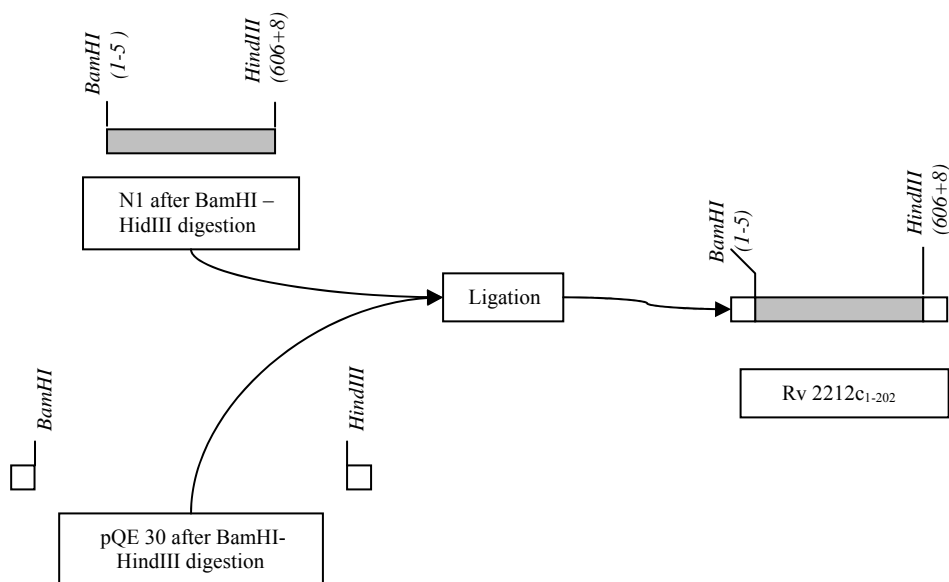 BamHI
(1-5 )
HindIII
(606+8)
N1 after BamHI –
HidIII digestion
BamHI
(1-5)
HindIII
(606+8)
Ligation
Rv 2212c1-202
BamHI
HindIII
pQE 30 after BamHI-
HindIII digestion